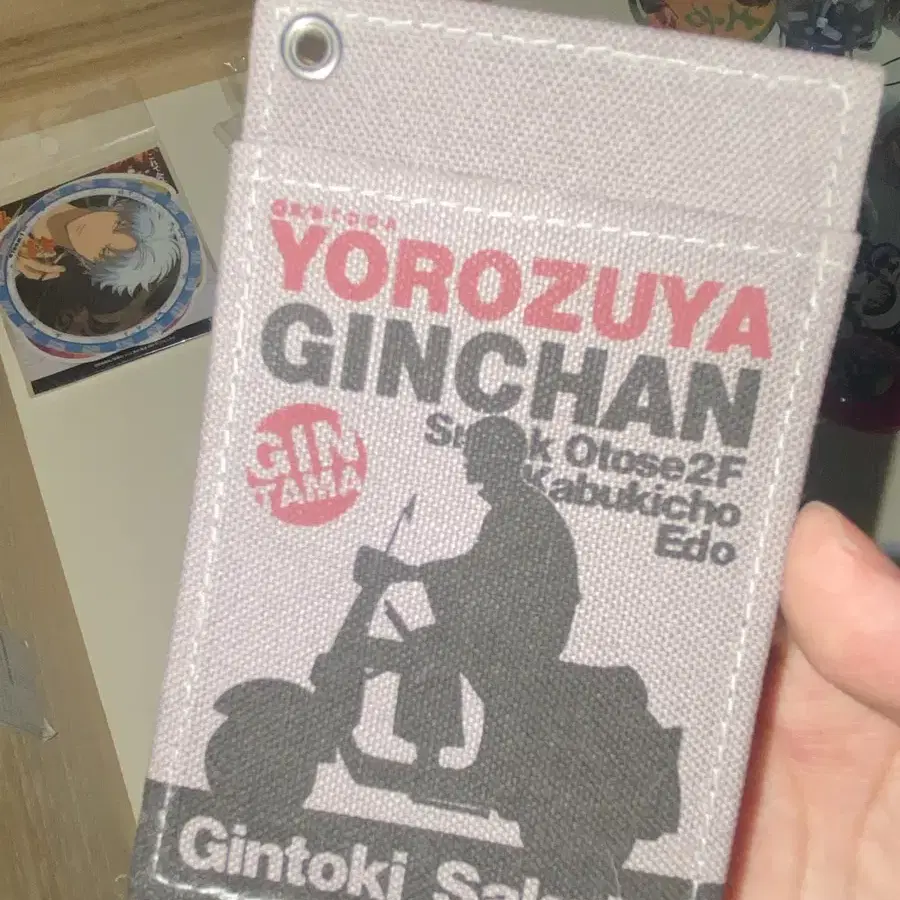 YOROZUYA
GINCHAN
GIN
TAMA
Otose2F
Kabukicho
Edo
Gintoki